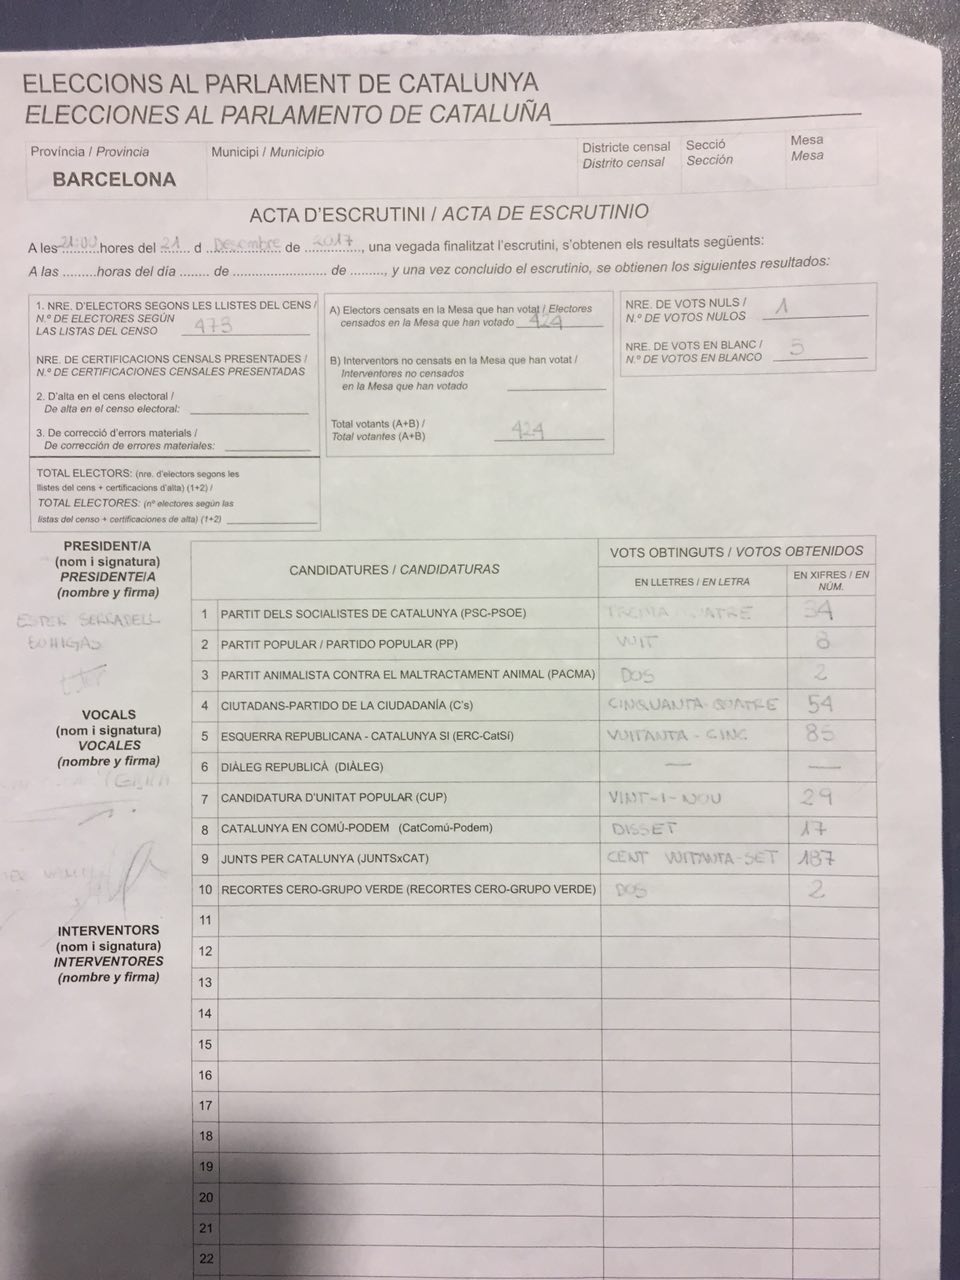 ELECCIONS AL PARLAMENT DE CATALUNYA
ELECCIONES AL PARLAMENTO DE CATALUÑA
Província / Provincia
BARCELONA
Municipi / Municipio
Districte censal
Distrito censal
Secció
Sección
Mesa
Mesa
ACTA D'ESCRUTINI / ACTA DE ESCRUTINIO
A les 21:00 hores del 21 d Desembre de 2017, una vegada finalitzat l'escrutini, s'obtenen els resultats següents:
A las .........horas del día ........ de ......................... de ........., y una vez concluido el escrutinio, se obtienen los siguientes resultados:
1. NRE. D'ELECTORS SEGONS LES LLISTES DEL CENS /
N.º DE ELECTORES SEGÚN
LAS LISTAS DEL CENSO 473
NRE. DE CERTIFICACIONS CENSALS PRESENTADES /
N.º DE CERTIFICACIONES CENSALES PRESENTADAS
2. D'alta en el cens electoral /
De alta en el censo electoral:
3. De correcció d'errors materials /
De corrección de errores materiales:
TOTAL ELECTORS: (nre. d'electors segons les
llistes del cens + certificacions d'alta) (1+2) /
TOTAL ELECTORES: (nº electores según las
listas del censo + certificaciones de alta) (1+2)
A) Electors censats en la Mesa que han votat / Electores
censados en la Mesa que han votado 424
B) Interventors no censats en la Mesa que han votat /
Interventores no censados
en la Mesa que han votado
Total votants (A+B) /
Total votantes (A+B) 424
NRE. DE VOTS NULS /
N.º DE VOTOS NULOS 1
NRE. DE VOTS EN BLANC /
N.º DE VOTOS EN BLANCO 5
PRESIDENT/A
(nom i signatura)
PRESIDENTE/A
(nombre y firma)
ESTER SERRADELL
BOHIGAS
VOCALS
(nom i signatura)
VOCALES
(nombre y firma)
INTERVENTORS
(nom i signatura)
INTERVENTORES
(nombre y firma)
CANDIDATURES / CANDIDATURAS
VOTS OBTINGUTS / VOTOS OBTENIDOS
EN LLETRES / EN LETRA
EN XIFRES / EN NÚM.
1 PARTIT DELS SOCIALISTES DE CATALUNYA (PSC-PSOE) TRENTA QUATRE 34
2 PARTIT POPULAR / PARTIDO POPULAR (PP) VUIT 8
3 PARTIT ANIMALISTA CONTRA EL MALTRACTAMENT ANIMAL (PACMA) DOS 2
4 CIUTADANS-PARTIDO DE LA CIUDADANÍA (C's) CINQUANTA-QUATRE 54
5 ESQUERRA REPUBLICANA - CATALUNYA SI (ERC-CatSí) VUITANTA-CINC 85
6 DIÀLEG REPUBLICÀ (DIÀLEG) — —
7 CANDIDATURA D'UNITAT POPULAR (CUP) VINT-I-NOU 29
8 CATALUNYA EN COMÚ-PODEM (CatComú-Podem) DISSET 17
9 JUNTS PER CATALUNYA (JUNTSxCAT) CENT VUITANTA-SET 187
10 RECORTES CERO-GRUPO VERDE (RECORTES CERO-GRUPO VERDE) DOS 2
11
12
13
14
15
16
17
18
19
20
21
22